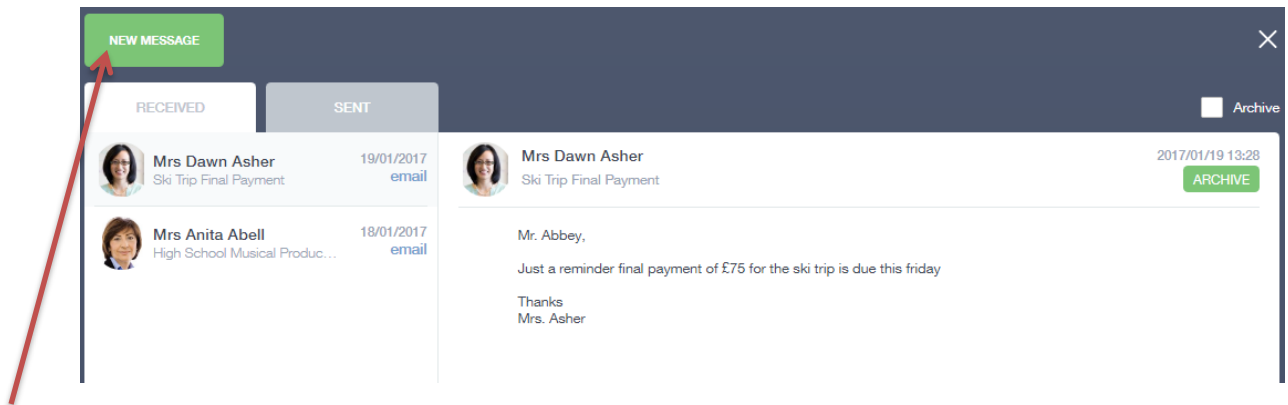 NEW MESSAGE
RECEIVED
SENT
Archive
Mrs Dawn Asher
19/01/2017
Ski Trip Final Payment
email
Mrs Anita Abell
18/01/2017
High School Musical Produc...
email
Mrs Dawn Asher
2017/01/19 13:28
Ski Trip Final Payment
ARCHIVE
Mr. Abbey,
Just a reminder final payment of £75 for the ski trip is due this friday
Thanks
Mrs. Asher